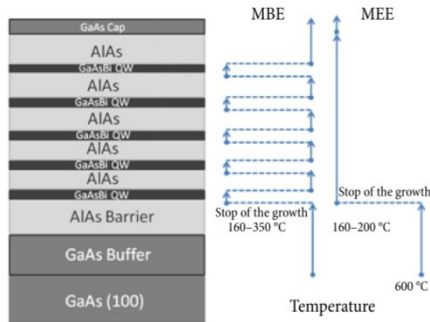 MBE
MEE
GaAs Cap
AlAs
GaAsBi QW
AlAs
GaAsBi QW
AlAs
GaAsBi QW
AlAs
GaAsBi QW
AlAs
GaAsBi QW
AlAs Barrier
GaAs Buffer
GaAs (100)
Stop of the growth
160–350 °C
Stop of the growth
160–200 °C
600 °C
Temperature